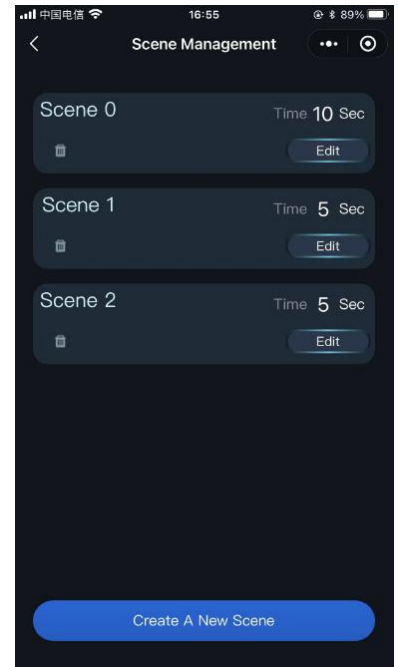 中国电信 16:55 89%
Scene Management
Scene 0 Time 10 Sec
Edit
Scene 1 Time 5 Sec
Edit
Scene 2 Time 5 Sec
Edit
Create A New Scene